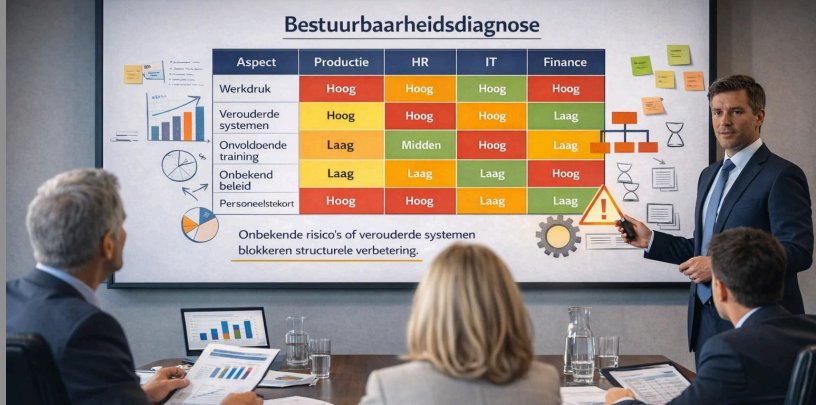 Bestuurbaarheidsdiagnose
Aspect Productie HR IT Finance
Werkdruk Hoog Hoog Hoog Hoog
Verouderde
systemen Hoog Hoog Hoog Laag
Onvoldoende
training Laag Midden Hoog Laag
Onbekend
beleid Laag Laag Laag Hoog
Personeelstekort Hoog Hoog Laag Laag
!
Onbekende risico's of verouderde systemen
blokkeren structurele verbetering.